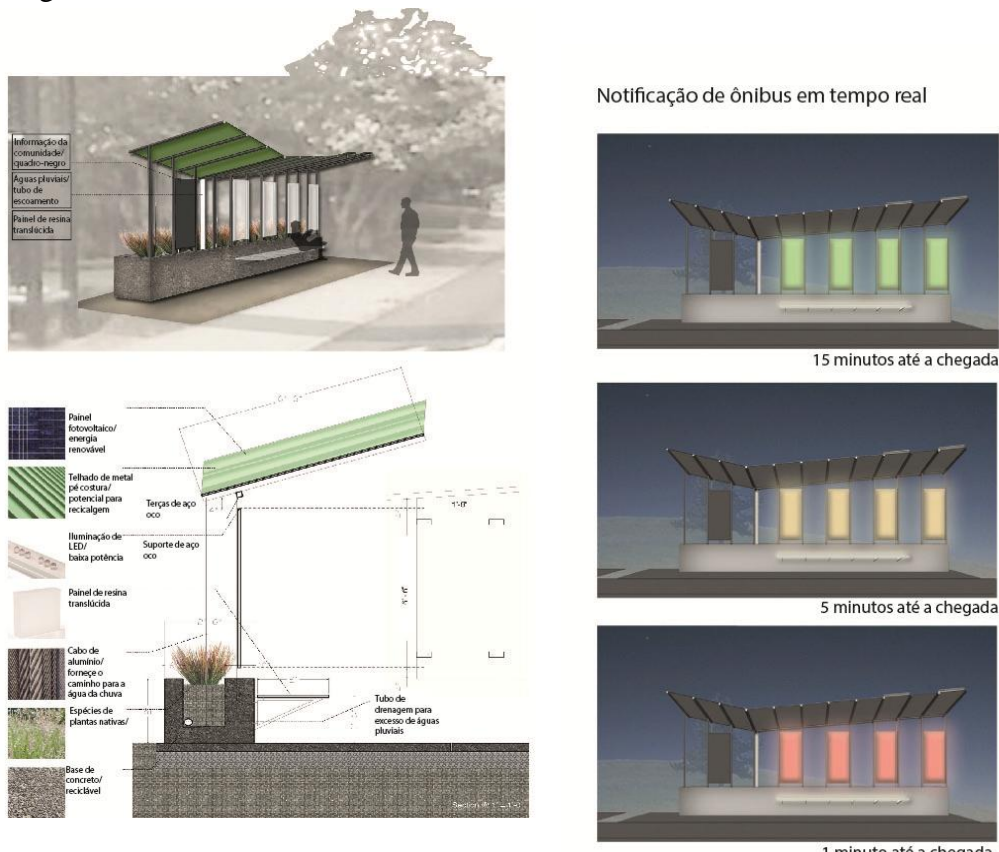 Informação da
comunidade/
quadro-negro
Águas pluviais/
tubo de
escoamento
Painel de resina
translúcida
Painel
fotovoltaico/
energia
renovável
Telhado de metal
pé costura/
potencial para
recicalgem
Iluminação de
LED/
baixa potência
Painel de resina
translúcida
Cabo de
alumínio/
forneçe o
caminho para a
água da chuva
Espécies de
plantas nativas/
Base de
concreto/
reciclável
Terças de aço
oco
Suporte de aço
oco
Tubo de
drenagem para
excesso de águas
pluviais
Notificação de ônibus em tempo real
15 minutos até a chegada
5 minutos até a chegada
1 minuto até a chegada